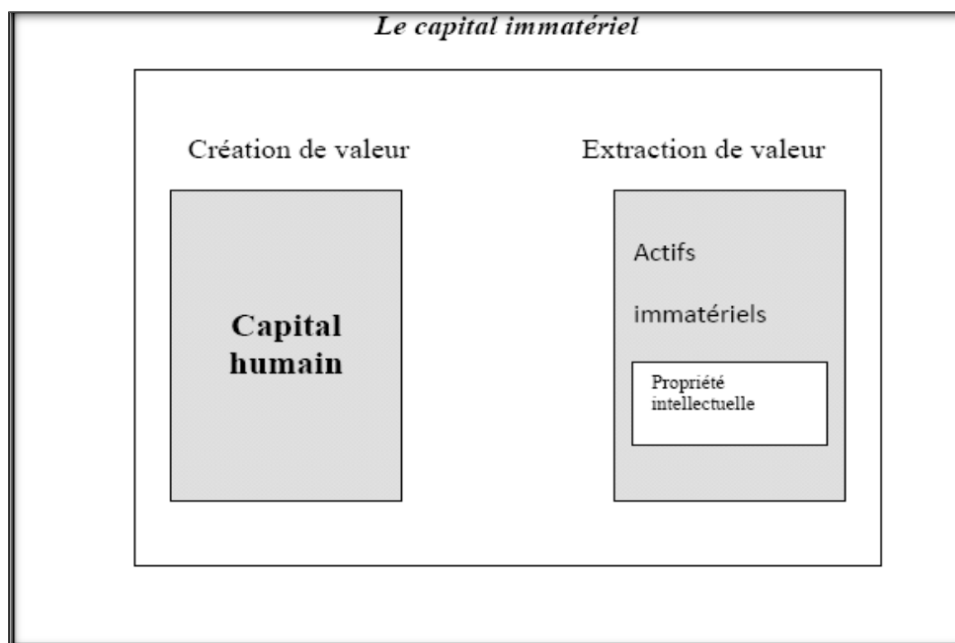 Le capital immatériel
Création de valeur
Extraction de valeur
Capital
humain
Actifs
immatériels
Propriété
intellectuelle